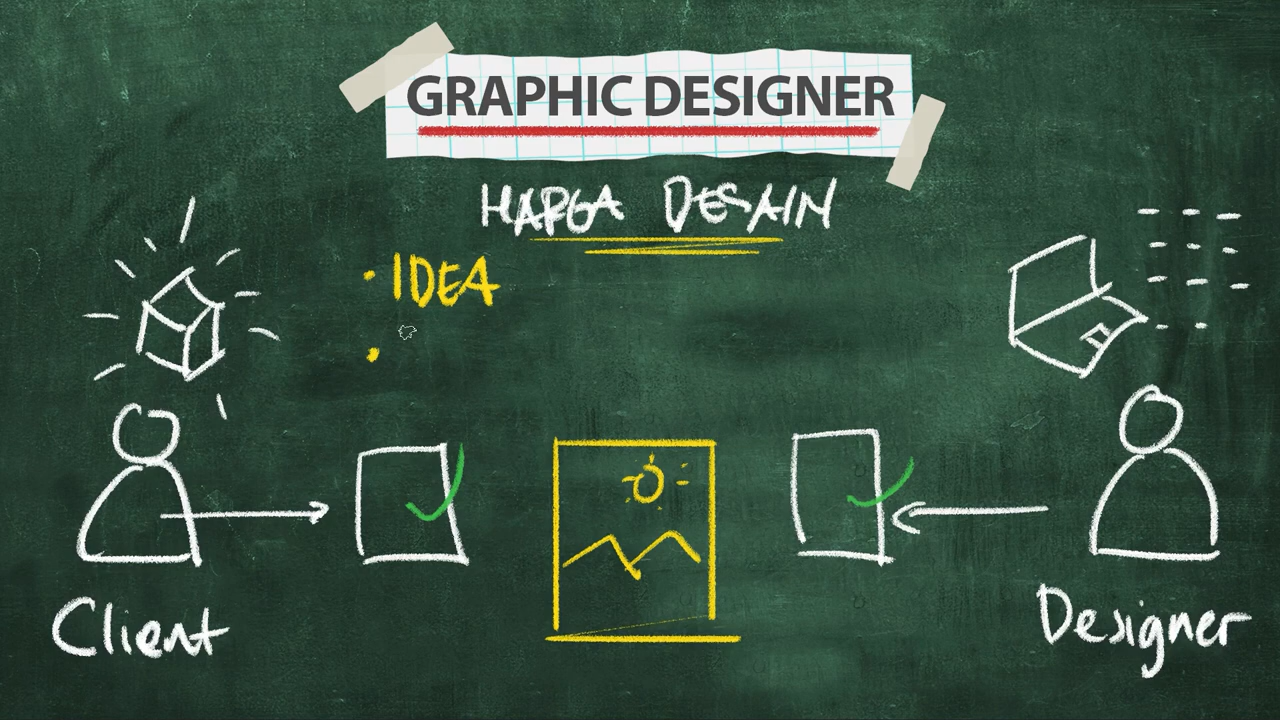 GRAPHIC DESIGNER
HARGA DESAIN
• IDEA
•
Client
Designer